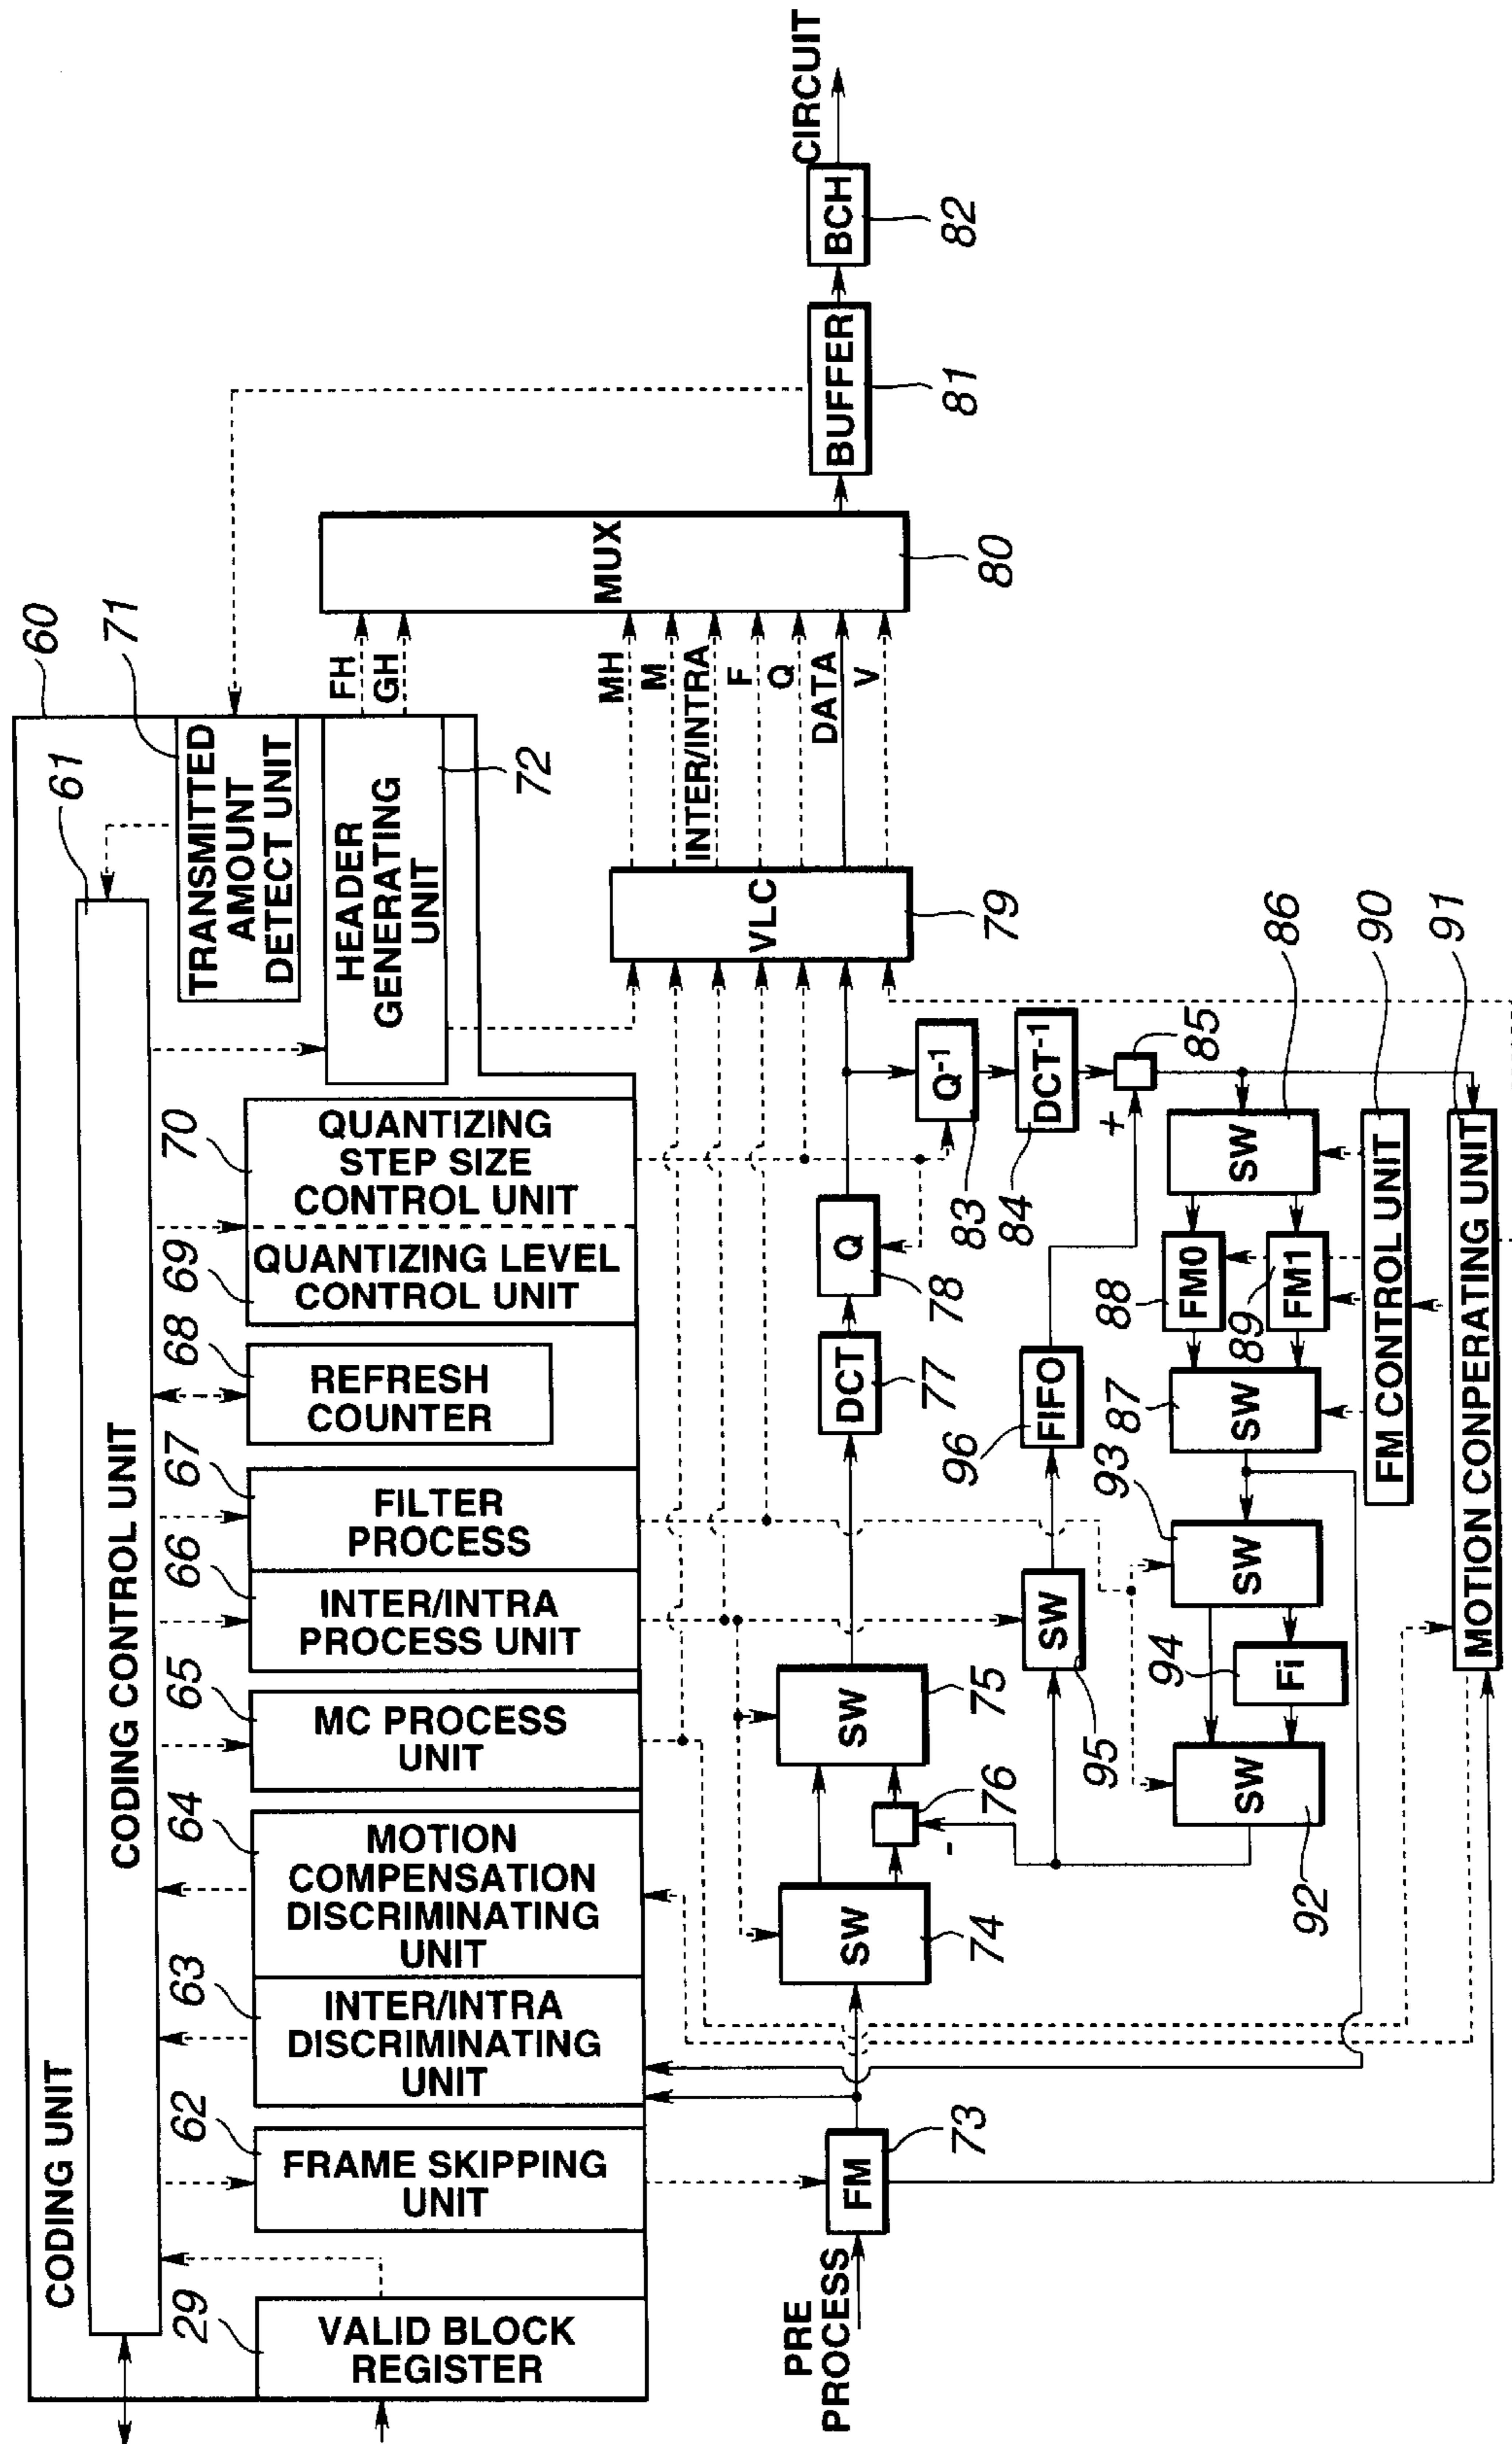 CODING UNIT
60
CODING CONTROL UNIT
61
29
VALID BLOCK
REGISTER
62
FRAME SKIPPING
UNIT
63
INTER/INTRA
DISCRIMINATING
UNIT
64
MOTION
COMPENSATION
DISCRIMINATING
UNIT
65
MC PROCESS
UNIT
66
INTER/INTRA
PROCESS UNIT
67
FILTER
PROCESS
68
REFRESH
COUNTER
69
QUANTIZING LEVEL
CONTROL UNIT
70
QUANTIZING
STEP SIZE
CONTROL UNIT
71
TRANSMITTED
AMOUNT
DETECT UNIT
HEADER
GENERATING
UNIT
72
FH
GH
MH
M
INTER/INTRA
F
Q
DATA
V
VLC
79
MUX
80
BUFFER
81
BCH
82
CIRCUIT
PRE
PROCESS
FM
73
SW
74
-
76
SW
75
DCT
77
Q
78
Q-1
83
DCT-1
84
+
85
SW
95
FIFO
96
SW
92
Fi
94
SW
93
SW
87
FM0
88
FM1
89
SW
86
FM CONTROL UNIT
90
MOTION CONPERATING UNIT
91